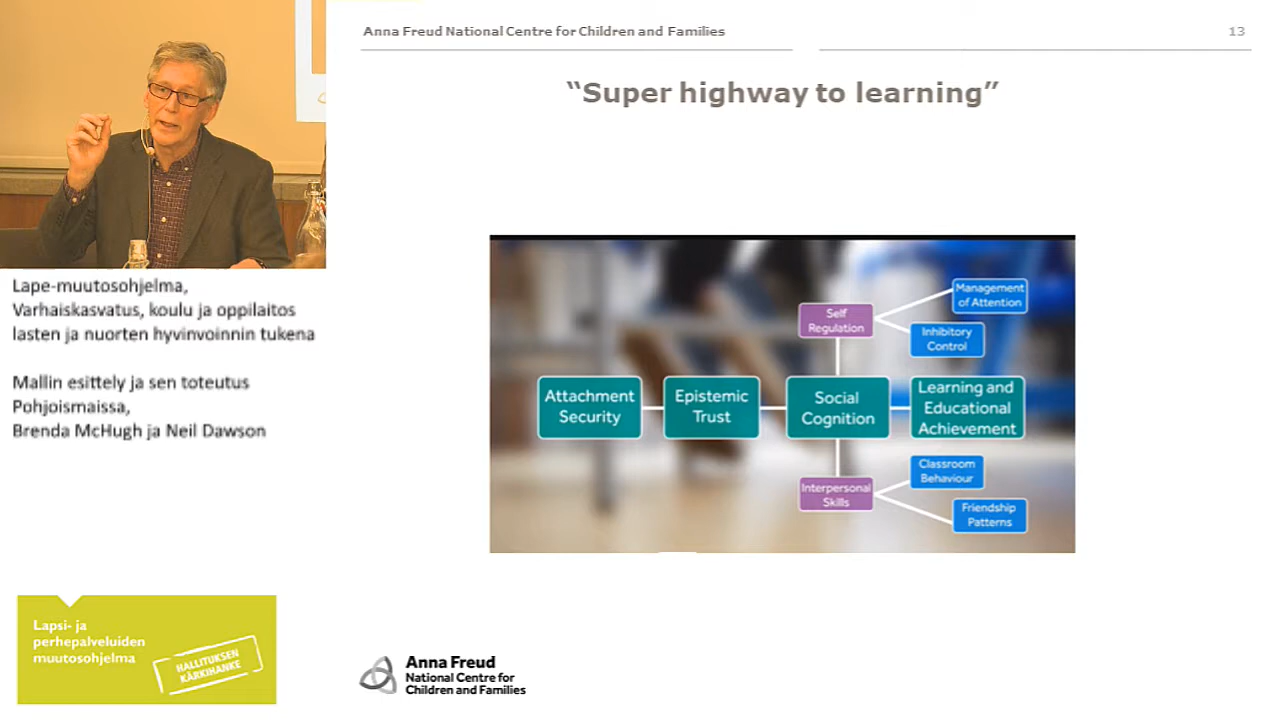 Anna Freud National Centre for Children and Families
13
“Super highway to learning”
Lape-muutosohjelma,
Varhaiskasvatus, koulu ja oppilaitos
lasten ja nuorten hyvinvoinnin tukena
Mallin esittely ja sen toteutus
Pohjoismaissa,
Brenda McHugh ja Neil Dawson
Attachment
Security
Epistemic
Trust
Social
Cognition
Learning and
Educational
Achievement
Self
Regulation
Management
of Attention
Inhibitory
Control
Interpersonal
Skills
Classroom
Behaviour
Friendship
Patterns
Lapsi- ja
perhepalveluiden
muutosohjelma
HALLITUKSEN
KÄRKIHANKE
Anna Freud
National Centre for
Children and Families